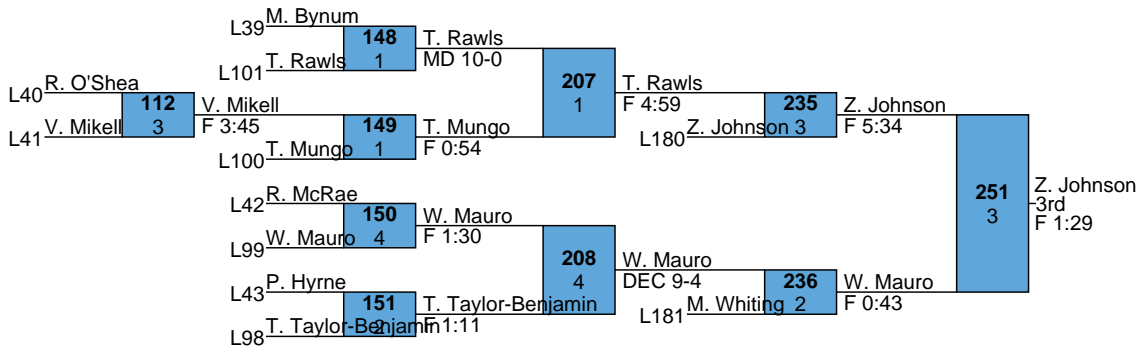 L39 M. Bynum
148
1
L101 T. Rawls
T. Rawls
MD 10-0
L40 R. O'Shea
112
3
L41 V. Mikell
V. Mikell
F 3:45
149
1
L100 T. Mungo
T. Mungo
F 0:54
207
1
T. Rawls
F 4:59
L180 Z. Johnson
235
3
Z. Johnson
F 5:34
L42 R. McRae
150
4
L99 W. Mauro
W. Mauro
F 1:30
L43 P. Hyrne
151
2
L98 T. Taylor-Benjamin
T. Taylor-Benjamin
F 1:11
208
4
W. Mauro
DEC 9-4
L181 M. Whiting
236
2
W. Mauro
F 0:43
251
3
Z. Johnson
3rd
F 1:29